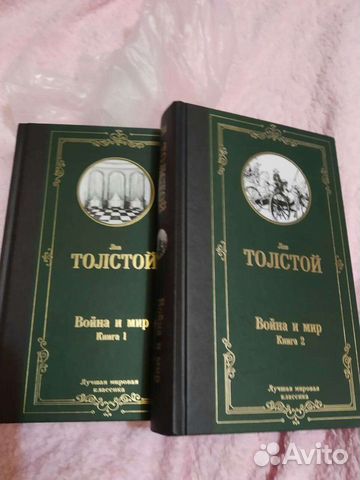 Лев
ТОЛСТОЙ
Война и мир
Книга 1
Лучшая мировая
классика
ТОЛСТОЙ
Война и мир
Лев
ТОЛСТОЙ
Война и мир
Книга 2
Лучшая мировая
классика
Avito